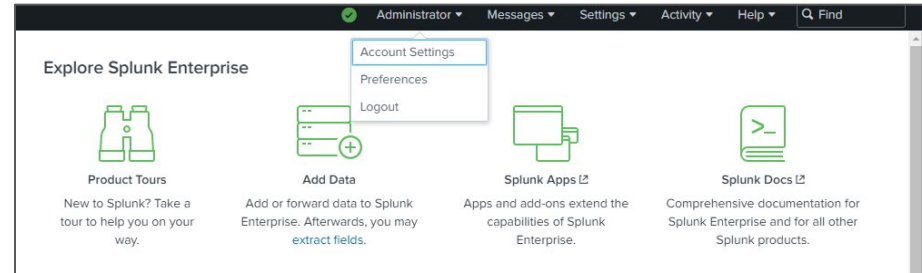 Administrator Messages Settings Activity Help Find
Account Settings
Preferences
Logout
Explore Splunk Enterprise
Product Tours
New to Splunk? Take a
tour to help you on your
way.
Add Data
Add or forward data to Splunk
Enterprise. Afterwards, you may
extract fields.
Splunk Apps
Apps and add-ons extend the
capabilities of Splunk
Enterprise.
Splunk Docs
Comprehensive documentation for
Splunk Enterprise and for all other
Splunk products.